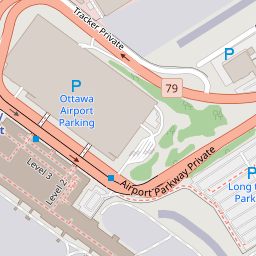 Tracker Private
P
P
79
Ottawa
Airport
Parking
Airport Parkway Private
Level 3
Level 2
P
Long
Park